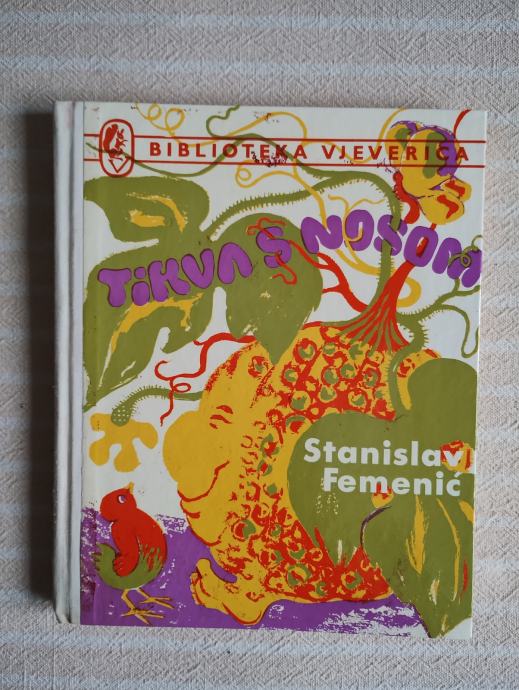 BIBLIOTEKA VJEVERICA
TiKVA S NOSOM
Stanislav
Femenić